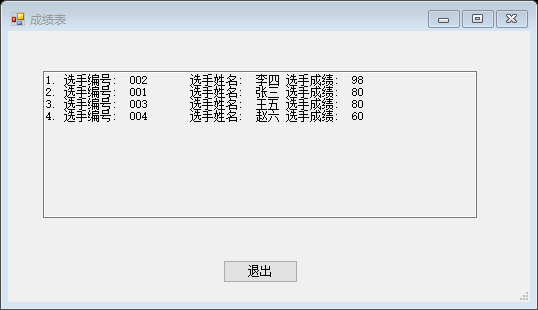 成绩表
1. 选手编号: 002 选手姓名: 李四 选手成绩: 98
2. 选手编号: 001 选手姓名: 张三 选手成绩: 80
3. 选手编号: 003 选手姓名: 王五 选手成绩: 80
4. 选手编号: 004 选手姓名: 赵六 选手成绩: 60
退出